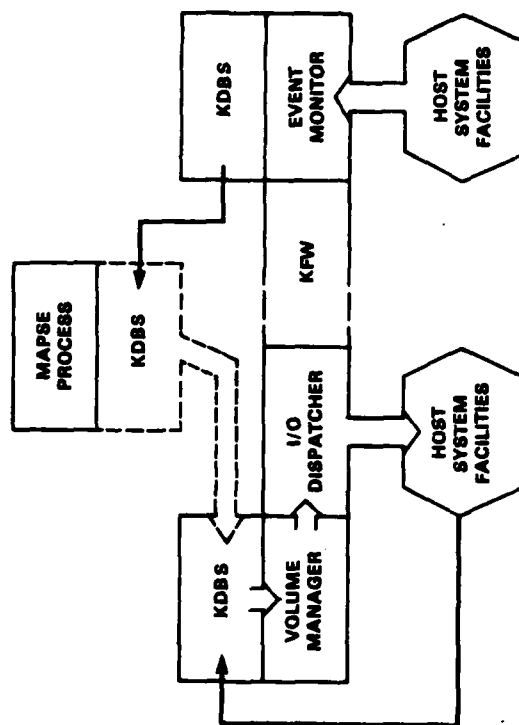 MAPSE
PROCESS
KDBS
KDBS
KDBS
VOLUME
MANAGER
I/O
DISPATCHER
KFW
EVENT
MONITOR
HOST
SYSTEM
FACILITIES
HOST
SYSTEM
FACILITIES